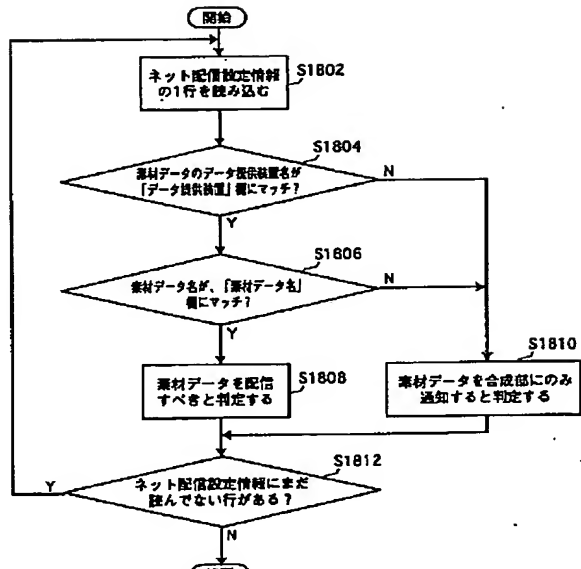 開始
S1802
ネット配信設定情報
の1行を読み込む
S1804
素材データのデータ提供装置名が
「データ提供装置」欄にマッチ？
N
Y
S1806
素材データ名が、「素材データ名」
欄にマッチ？
N
Y
S1808
素材データを配信
すべきと判定する
S1810
素材データを合成部にのみ
通知すると判定する
S1812
ネット配信設定情報にまだ
読んでない行がある？
Y
N